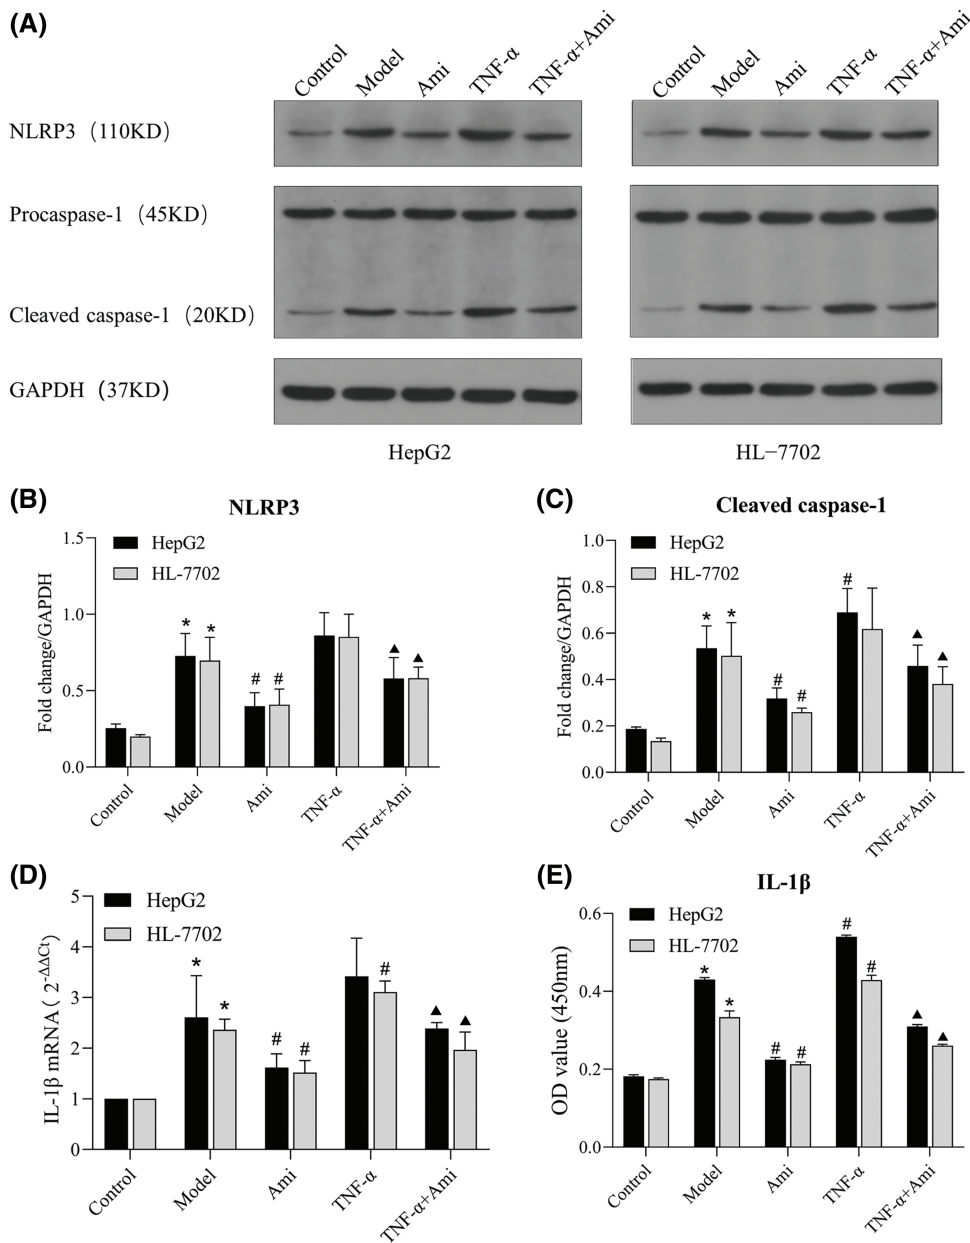 (A)
Control Model Ami TNF-α TNF-α+Ami Control Model Ami TNF-α TNF-α+Ami
NLRP3（110KD）
Procaspase-1（45KD）
Cleaved caspase-1（20KD）
GAPDH（37KD）
HepG2 HL−7702
(B)
NLRP3
Fold change/GAPDH
1.5
1.0
0.5
0.0
HepG2
HL-7702
* * # # ▲ ▲
Control Model Ami TNF-α TNF-α+Ami
(C)
Cleaved caspase-1
Fold change/GAPDH
1.0
0.8
0.6
0.4
0.2
0.0
HepG2
HL-7702
* * # # # ▲ ▲
Control Model Ami TNF-α TNF-α+Ami
(D)
IL-1β mRNA（2-ΔΔCt）
5
4
3
2
1
0
HepG2
HL-7702
* * # # # ▲ ▲
Control Model Ami TNF-α TNF-α+Ami
(E)
IL-1β
OD value (450nm)
0.6
0.4
0.2
0.0
HepG2
HL-7702
* * # # # # ▲ ▲
Control Model Ami TNF-α TNF-α+Ami